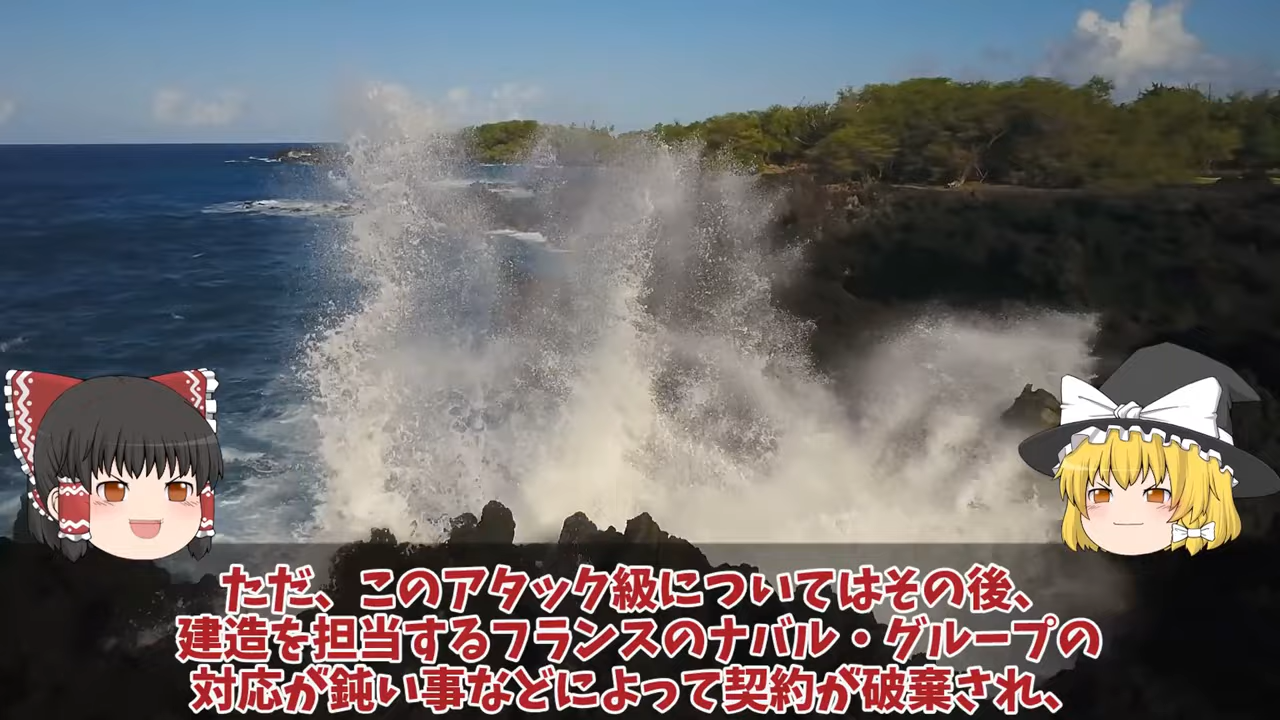 ただ、このアタック級についてはその後、
建造を担当するフランスのナバル・グループの
対応が鈍い事などによって契約が破棄され、